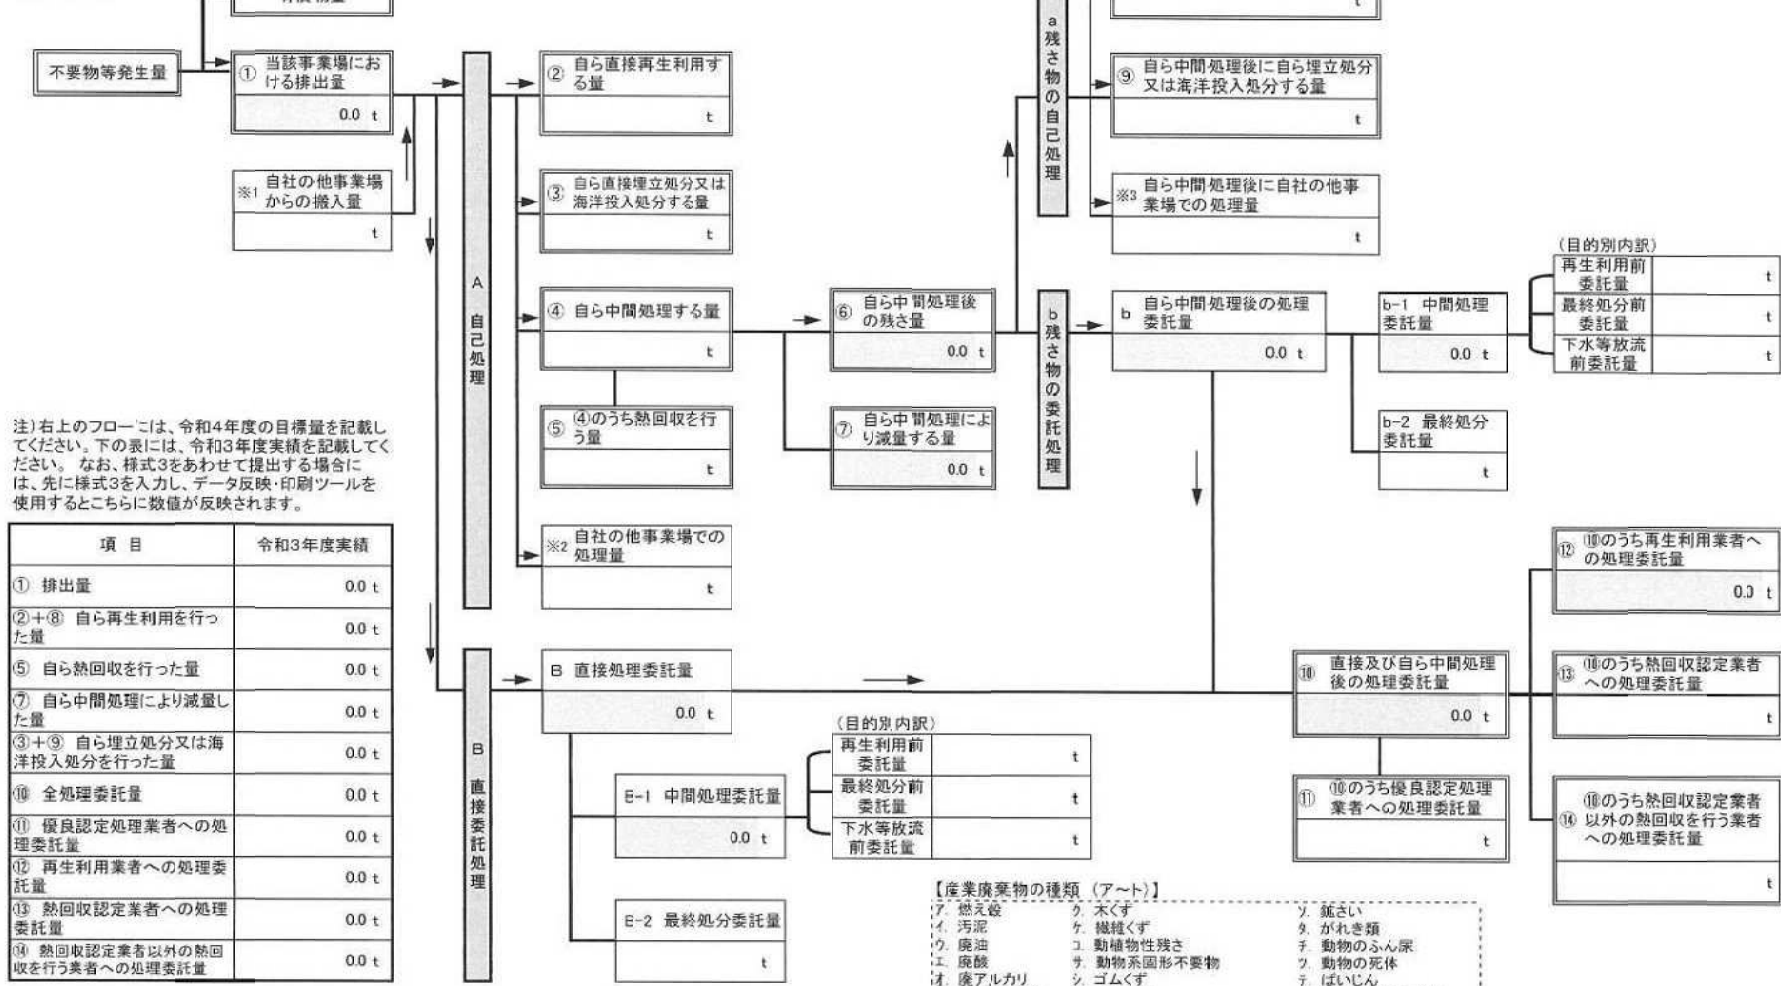 不要物等発生量
① 当該事業場にお
ける排出量
0.0 t
※1 自社の他事業場
からの搬入量
t
A 自己処理
② 自ら直接再生利用す
る量
t
③ 自ら直接埋立処分又は
海洋投入処分する量
t
④ 自ら中間処理する量
t
⑤ ④のうち熱回収を行
う量
t
※2 自社の他事業場での
処理量
t
⑥ 自ら中間処理後
の残さ量
0.0 t
⑦ 自ら中間処理によ
り減量する量
0.0 t
a 残さ物の自己処理
t
⑨ 自ら中間処理後に自ら埋立処分
又は海洋投入処分する量
t
※3 自ら中間処理後に自社の他事
業場での処理量
t
b 残さ物の委託処理
b 自ら中間処理後の処理
委託量
0.0 t
b-1 中間処理
委託量
0.0 t
b-2 最終処分
委託量
t
(目的別内訳)
再生利用前
委託量
t
最終処分前
委託量
t
下水等放流
前委託量
t
注)右上のフローには、令和4年度の目標量を記載し
てください。下の表には、令和3年度実績を記載してく
ださい。 なお、様式3をあわせて提出する場合に
は、先に様式3を入力し、データ反映・印刷ツールを
使用するとこちらに数値が反映されます。
項 目 令和3年度実績
① 排出量 0.0 t
②+⑧ 自ら再生利用を行っ
た量 0.0 t
⑤ 自ら熱回収を行った量 0.0 t
⑦ 自ら中間処理により減量し
た量 0.0 t
③+⑨ 自ら埋立処分又は海
洋投入処分を行った量 0.0 t
⑩ 全処理委託量 0.0 t
⑪ 優良認定処理業者への処
理委託量 0.0 t
⑫ 再生利用業者への処理委
託量 0.0 t
⑬ 熱回収認定業者への処理
委託量 0.0 t
⑭ 熱回収認定業者以外の熱回
収を行う業者への処理委託量 0.0 t
B 直接委託処理
B 直接処理委託量
0.0 t
B-1 中間処理委託量
0.0 t
B-2 最終処分委託量
t
(目的別内訳)
再生利用前
委託量
t
最終処分前
委託量
t
下水等放流
前委託量
t
⑩ 直接及び自ら中間処理
後の処理委託量
0.0 t
⑪ ⑩のうち優良認定処理
業者への処理委託量
t
⑫ ⑩のうち再生利用業者へ
の処理委託量
0.0 t
⑬ ⑩のうち熱回収認定業者
への処理委託量
t
⑭ ⑩のうち熱回収認定業者
以外の熱回収を行う業者
への処理委託量
t
【産業廃棄物の種類 (ア~ト)】
ア. 燃え殻 ク. 木くず ソ. 鉱さい
イ. 汚泥 ケ. 繊維くず タ. がれき類
ウ. 廃油 コ. 動植物性残さ チ. 動物のふん尿
エ. 廃酸 サ. 動物系固形不要物 ツ. 動物の死体
オ. 廃アルカリ シ. ゴムくず テ. ばいじん